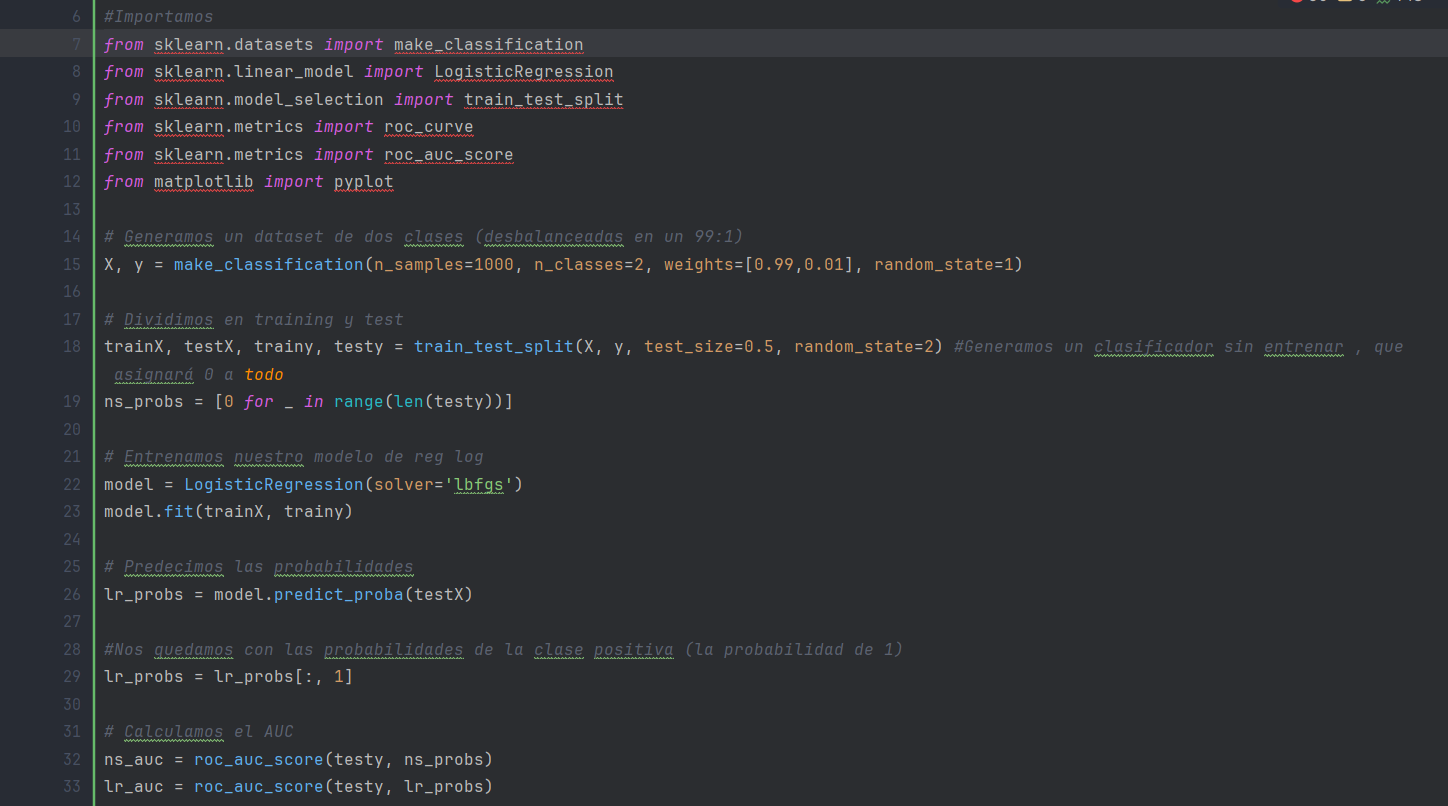 6 #Importamos
7 from sklearn.datasets import make_classification
8 from sklearn.linear_model import LogisticRegression
9 from sklearn.model_selection import train_test_split
10 from sklearn.metrics import roc_curve
11 from sklearn.metrics import roc_auc_score
12 from matplotlib import pyplot
13
14 # Generamos un dataset de dos clases (desbalanceadas en un 99:1)
15 X, y = make_classification(n_samples=1000, n_classes=2, weights=[0.99,0.01], random_state=1)
16
17 # Dividimos en training y test
18 trainX, testX, trainy, testy = train_test_split(X, y, test_size=0.5, random_state=2) #Generamos un clasificador sin entrenar , que
asignará 0 a todo
19 ns_probs = [0 for _ in range(len(testy))]
20
21 # Entrenamos nuestro modelo de reg log
22 model = LogisticRegression(solver='lbfgs')
23 model.fit(trainX, trainy)
24
25 # Predecimos las probabilidades
26 lr_probs = model.predict_proba(testX)
27
28 #Nos quedamos con las probabilidades de la clase positiva (la probabilidad de 1)
29 lr_probs = lr_probs[:, 1]
30
31 # Calculamos el AUC
32 ns_auc = roc_auc_score(testy, ns_probs)
33 lr_auc = roc_auc_score(testy, lr_probs)